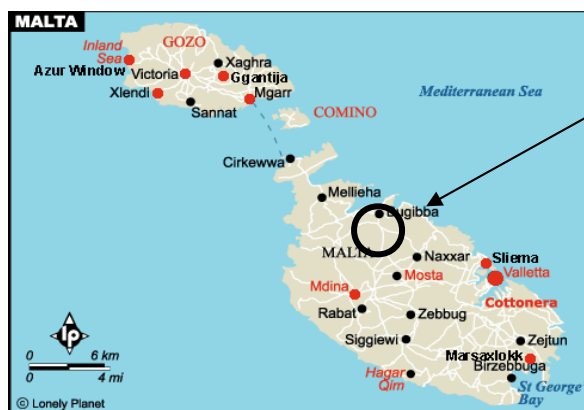 MALTA
Inland
Sea
GOZO
Xaghra
Azur Window
Victoria
Ggantija
Xlendi
Mgarr
Sannat
COMINO
Mediterranean Sea
Cirkewwa
Mellieha
Bugibba
MALTA
Naxxar
Sliema
Valletta
Mdina
Mosta
Cottonera
Rabat
Zebbug
Siggiewi
Zejtun
Marsaxlokk
Birzebbuga
Hagar
Qim
St George
Bay
lp
0 6 km
0 4 mi
© Lonely Planet